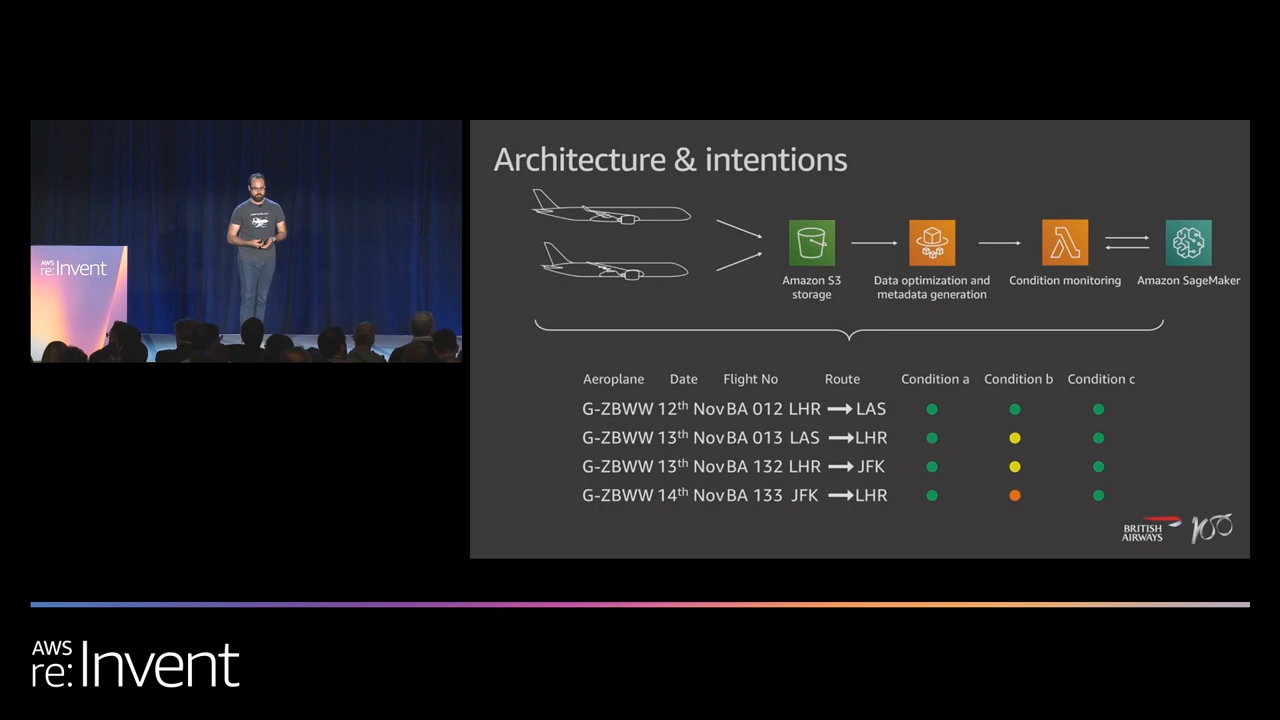 AWS
re:Invent
Architecture & intentions
Amazon S3
storage
Data optimization and
metadata generation
Condition monitoring
Amazon SageMaker
Aeroplane Date Flight No Route Condition a Condition b Condition c
G-ZBWW 12th Nov BA 012 LHR → LAS
G-ZBWW 13th Nov BA 013 LAS → LHR
G-ZBWW 13th Nov BA 132 LHR → JFK
G-ZBWW 14th Nov BA 133 JFK → LHR
BRITISH
AIRWAYS
100
AWS
re:Invent